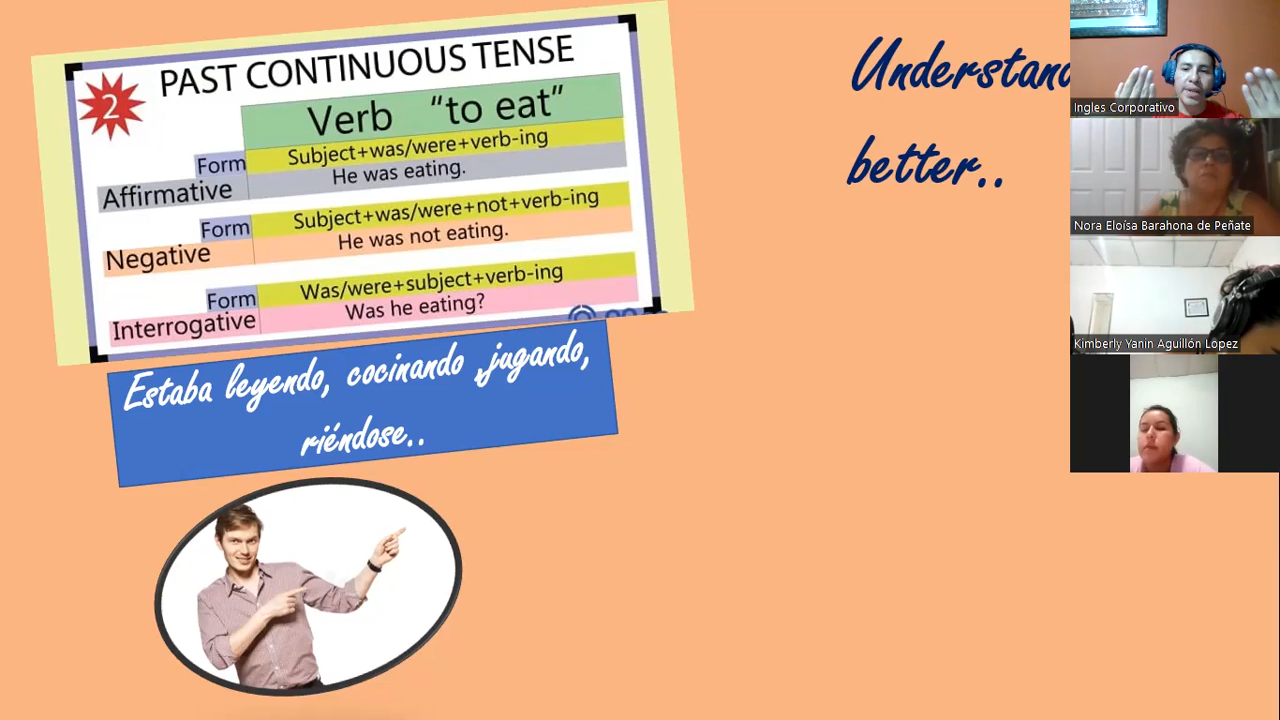 PAST CONTINUOUS TENSE
2
Verb "to eat"
Form
Subject+was/were+verb-ing
Affirmative
He was eating.
Form
Subject+was/were+not+verb-ing
Negative
He was not eating.
Form
Was/were+subject+verb-ing
Interrogative
Was he eating?
Estaba leyendo, cocinando ,jugando,
riéndose..
Understand
better..
Ingles Corporativo
Nora Eloísa Barahona de Peñate
Kimberly Yanin Aguillón Lopez